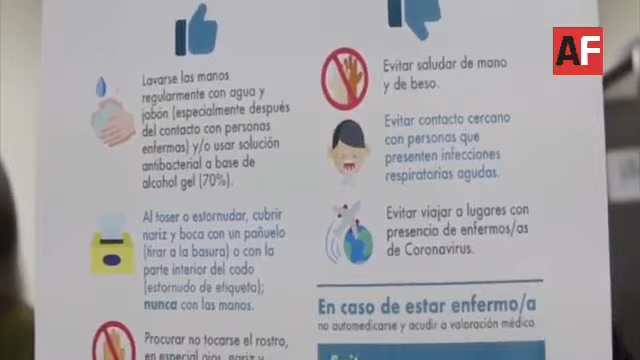 AF
Lavarse las manos
regularmente con agua y
jabón (especialmente después
del contacto con personas
enfermas) y/o usar solución
antibacterial a base de
alcohol gel (70%).
Al toser o estornudar, cubrir
nariz y boca con un pañuelo
(tirar a la basura) o con la
parte interior del codo
(estornudo de etiqueta);
nunca con las manos.
Procurar no tocarse el rostro,
en especial ojos, nariz y
Evitar saludar de mano
y de beso.
Evitar contacto cercano
con personas que
presenten infecciones
respiratorias agudas.
Evitar viajar a lugares con
presencia de enfermos/as
de Coronavirus.
En caso de estar enfermo/a
no automedicarse y acudir a valoración médica.